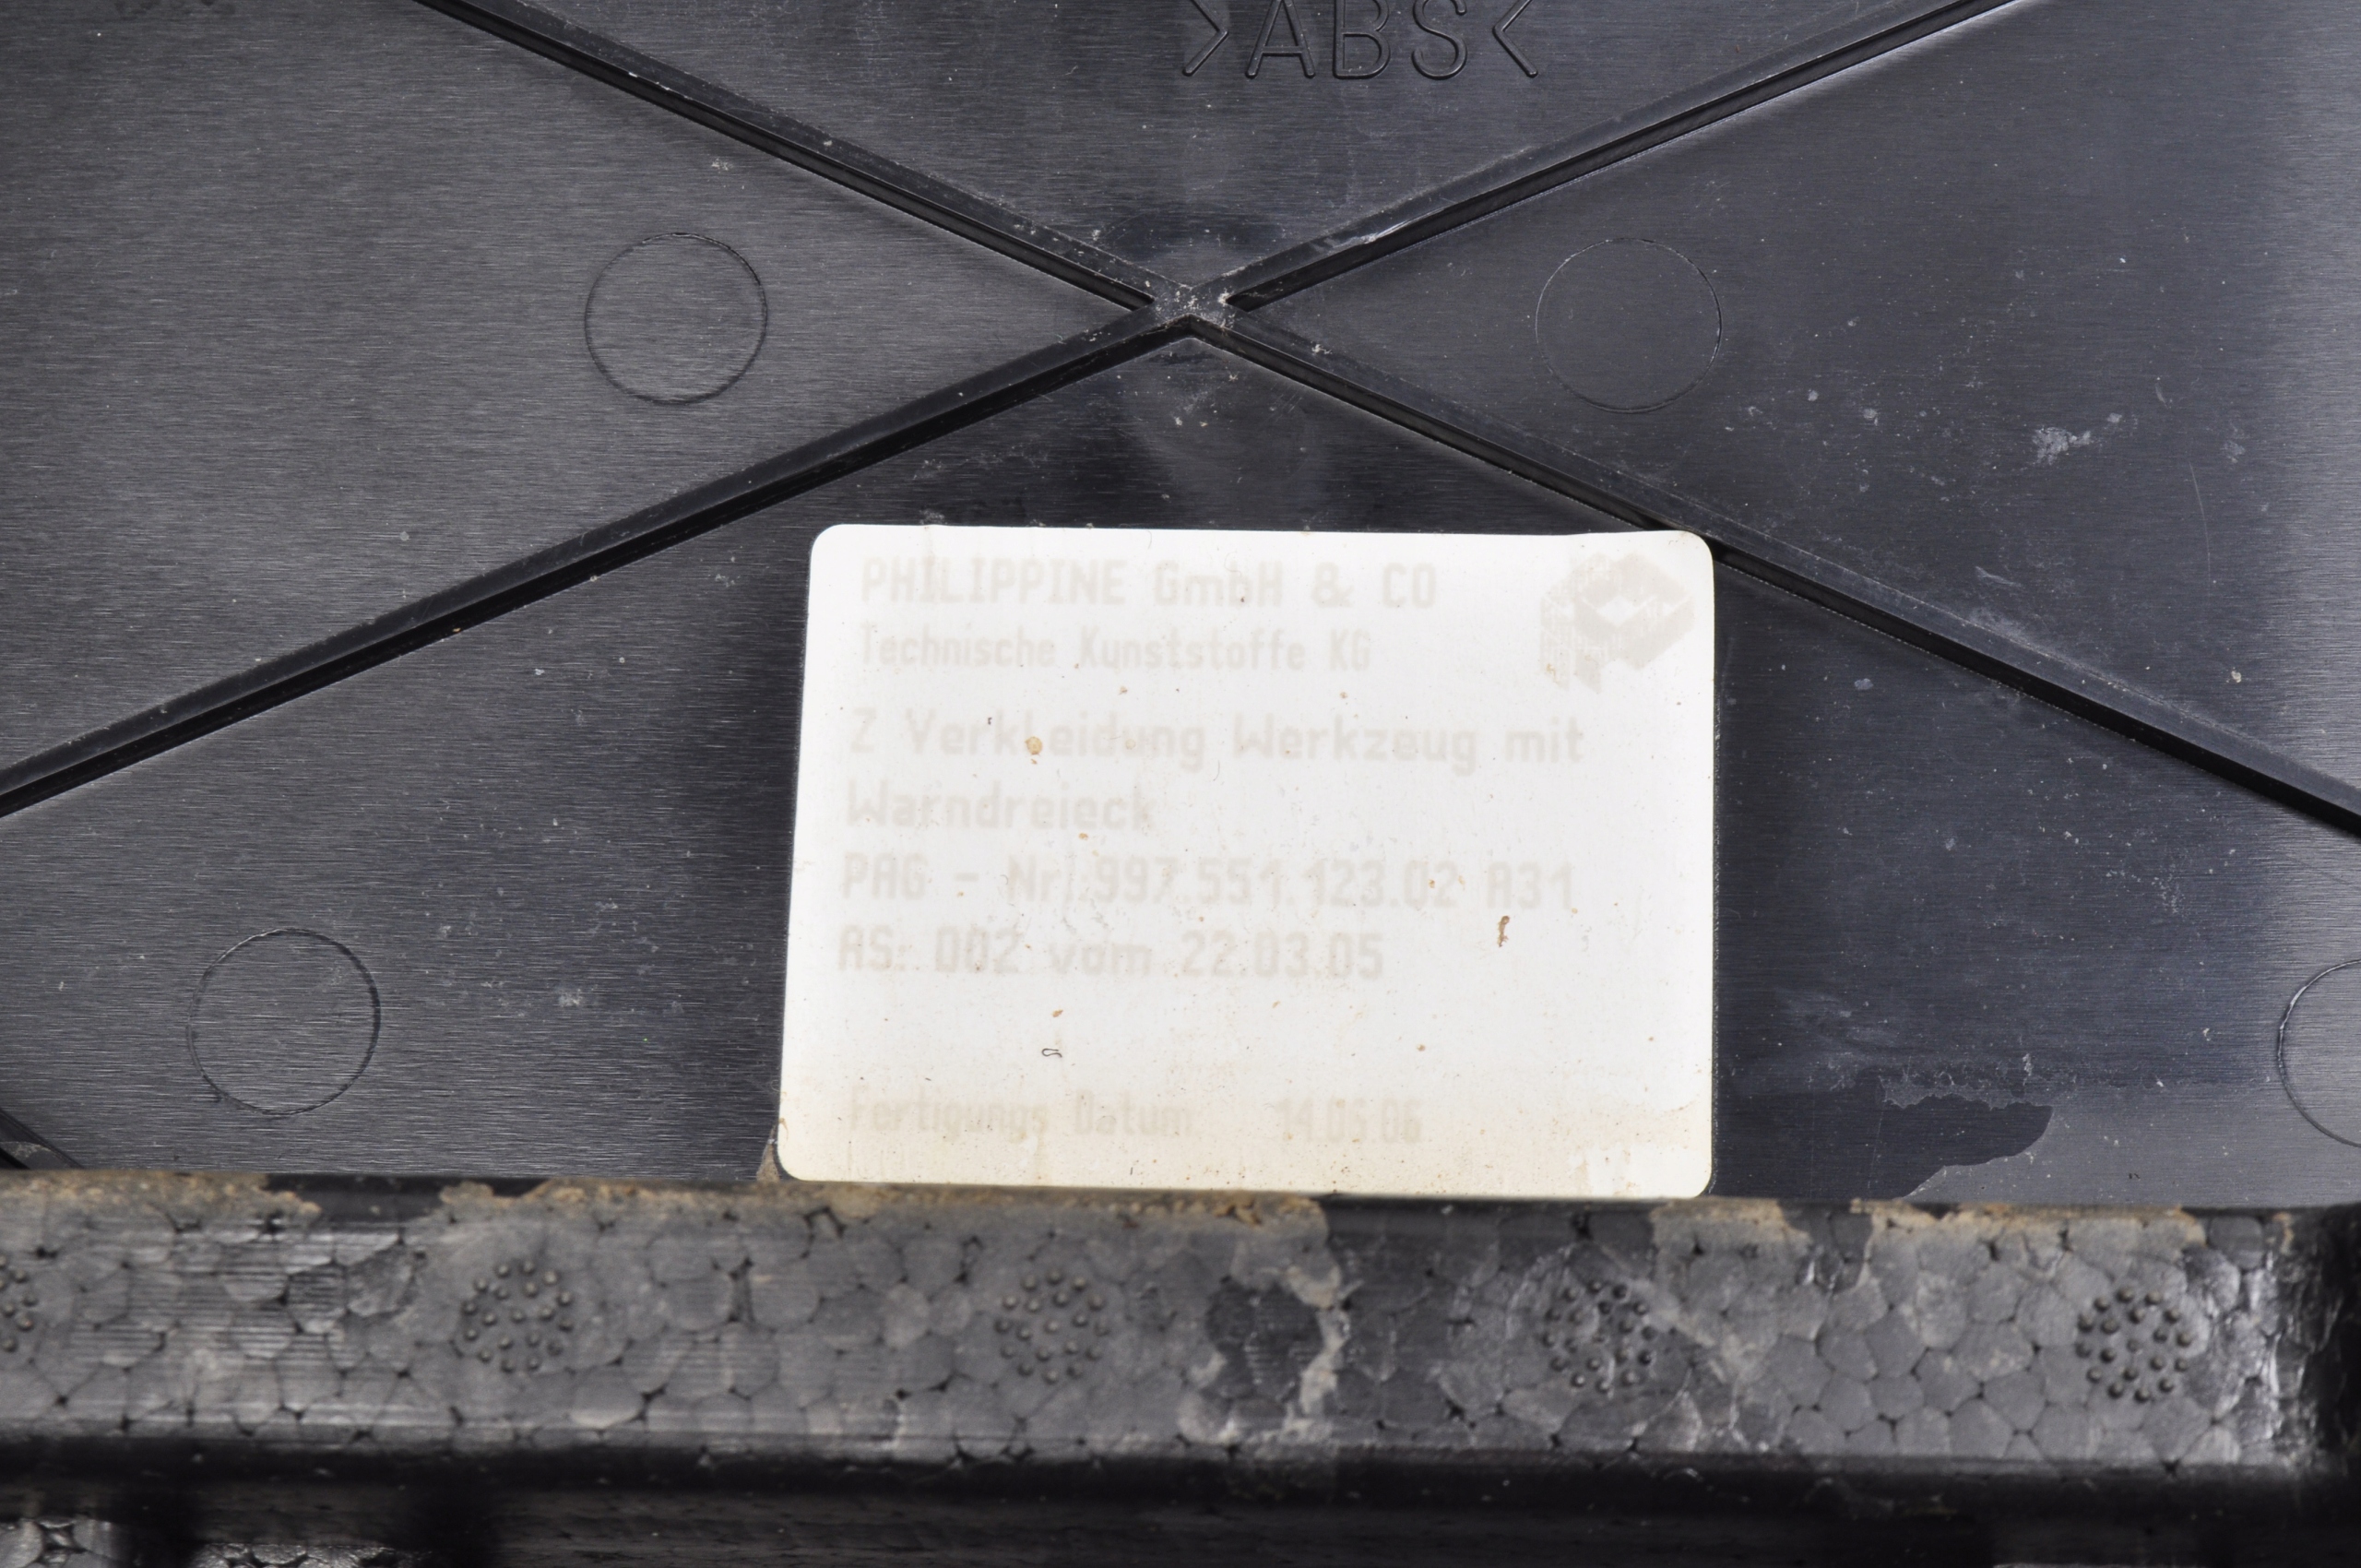 >ABS<
PHILIPPINE GmbH & CO
Technische Kunststoffe KG
Z Verkleidung Werkzeug mit
Warndreieck
PAG - Nr. 997.551.123.02 A31
AS: 002 vom 22.03.05
Fertigungs Datum 14.05.06